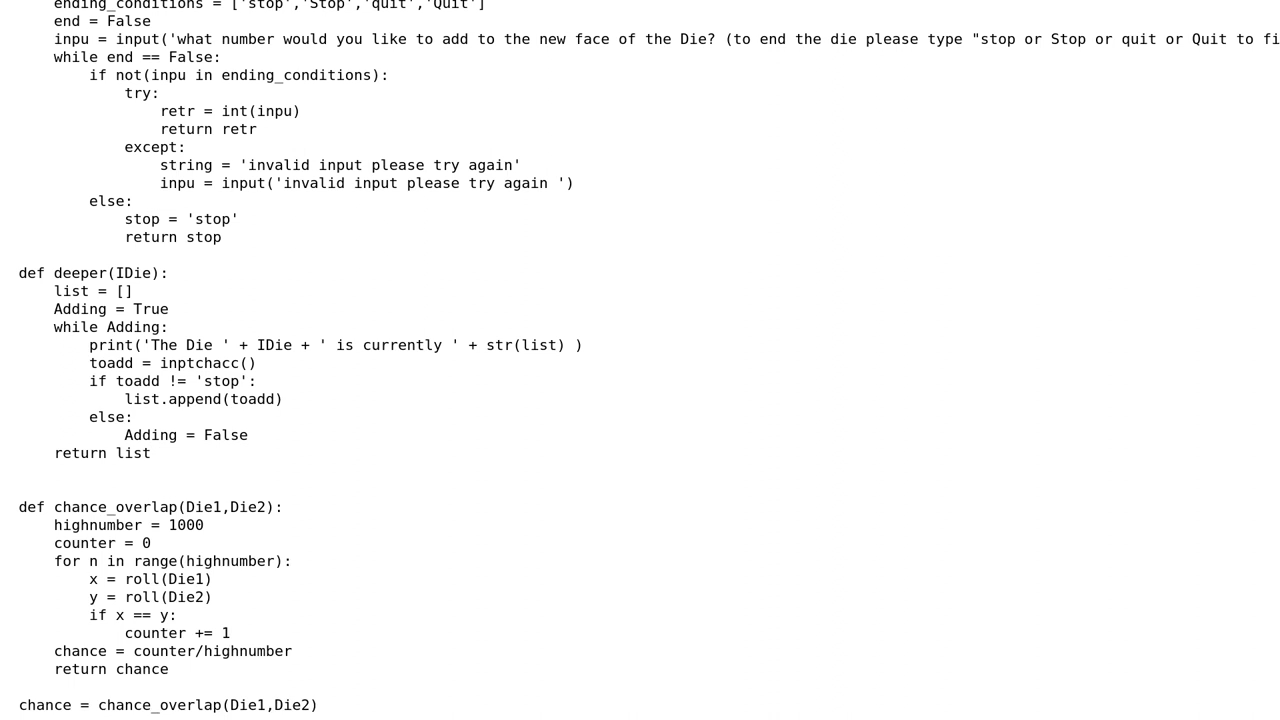 ending_conditions = ['stop','Stop','quit','Quit']
end = False
inpu = input('what number would you like to add to the new face of the Die? (to end the die please type "stop or Stop or quit or Quit to fi
while end == False:
if not(inpu in ending_conditions):
try:
retr = int(inpu)
return retr
except:
string = 'invalid input please try again'
inpu = input('invalid input please try again ')
else:
stop = 'stop'
return stop
def deeper(IDie):
list = []
Adding = True
while Adding:
print('The Die ' + IDie + ' is currently ' + str(list) )
toadd = inptchacc()
if toadd != 'stop':
list.append(toadd)
else:
Adding = False
return list
def chance_overlap(Die1,Die2):
highnumber = 1000
counter = 0
for n in range(highnumber):
x = roll(Die1)
y = roll(Die2)
if x == y:
counter += 1
chance = counter/highnumber
return chance
chance = chance_overlap(Die1,Die2)